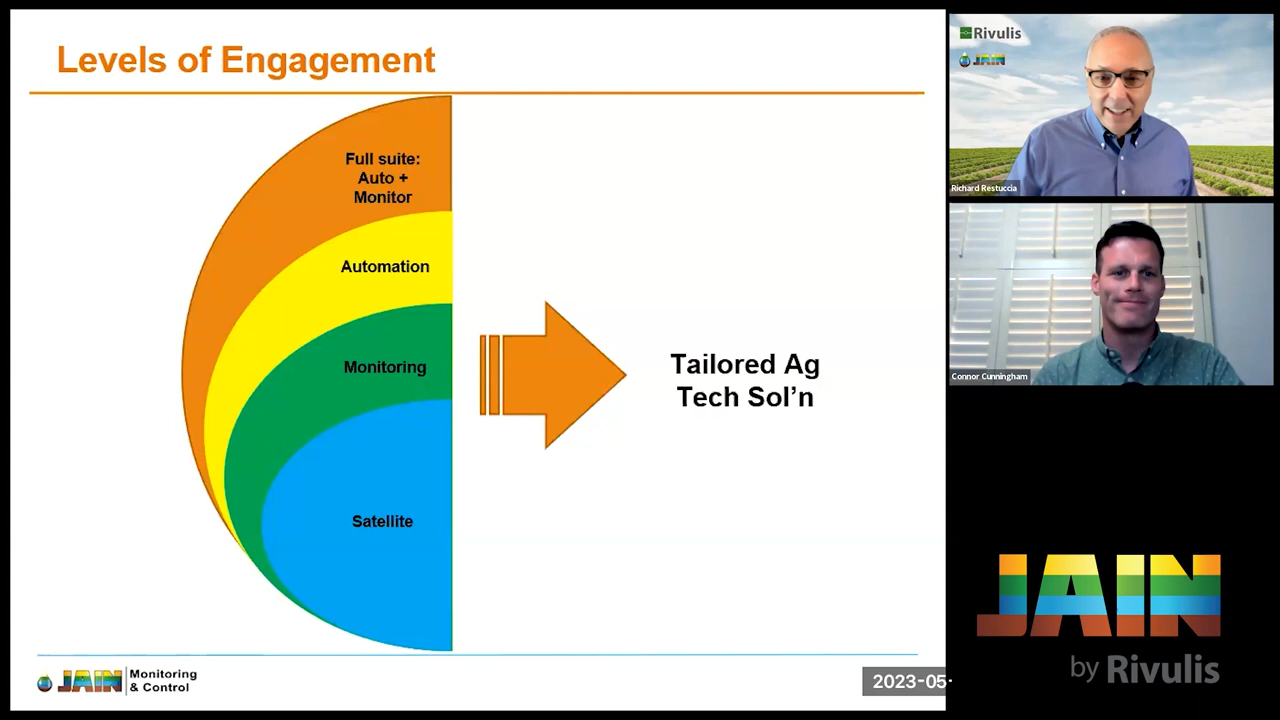 Levels of Engagement
Full suite:
Auto +
Monitor
Automation
Monitoring
Satellite
Tailored Ag
Tech Sol’n
JAIN
Monitoring
& Control
2023-05-
Rivulis
JAIN
Richard Restuccia
Connor Cunningham
JAIN
by Rivulis